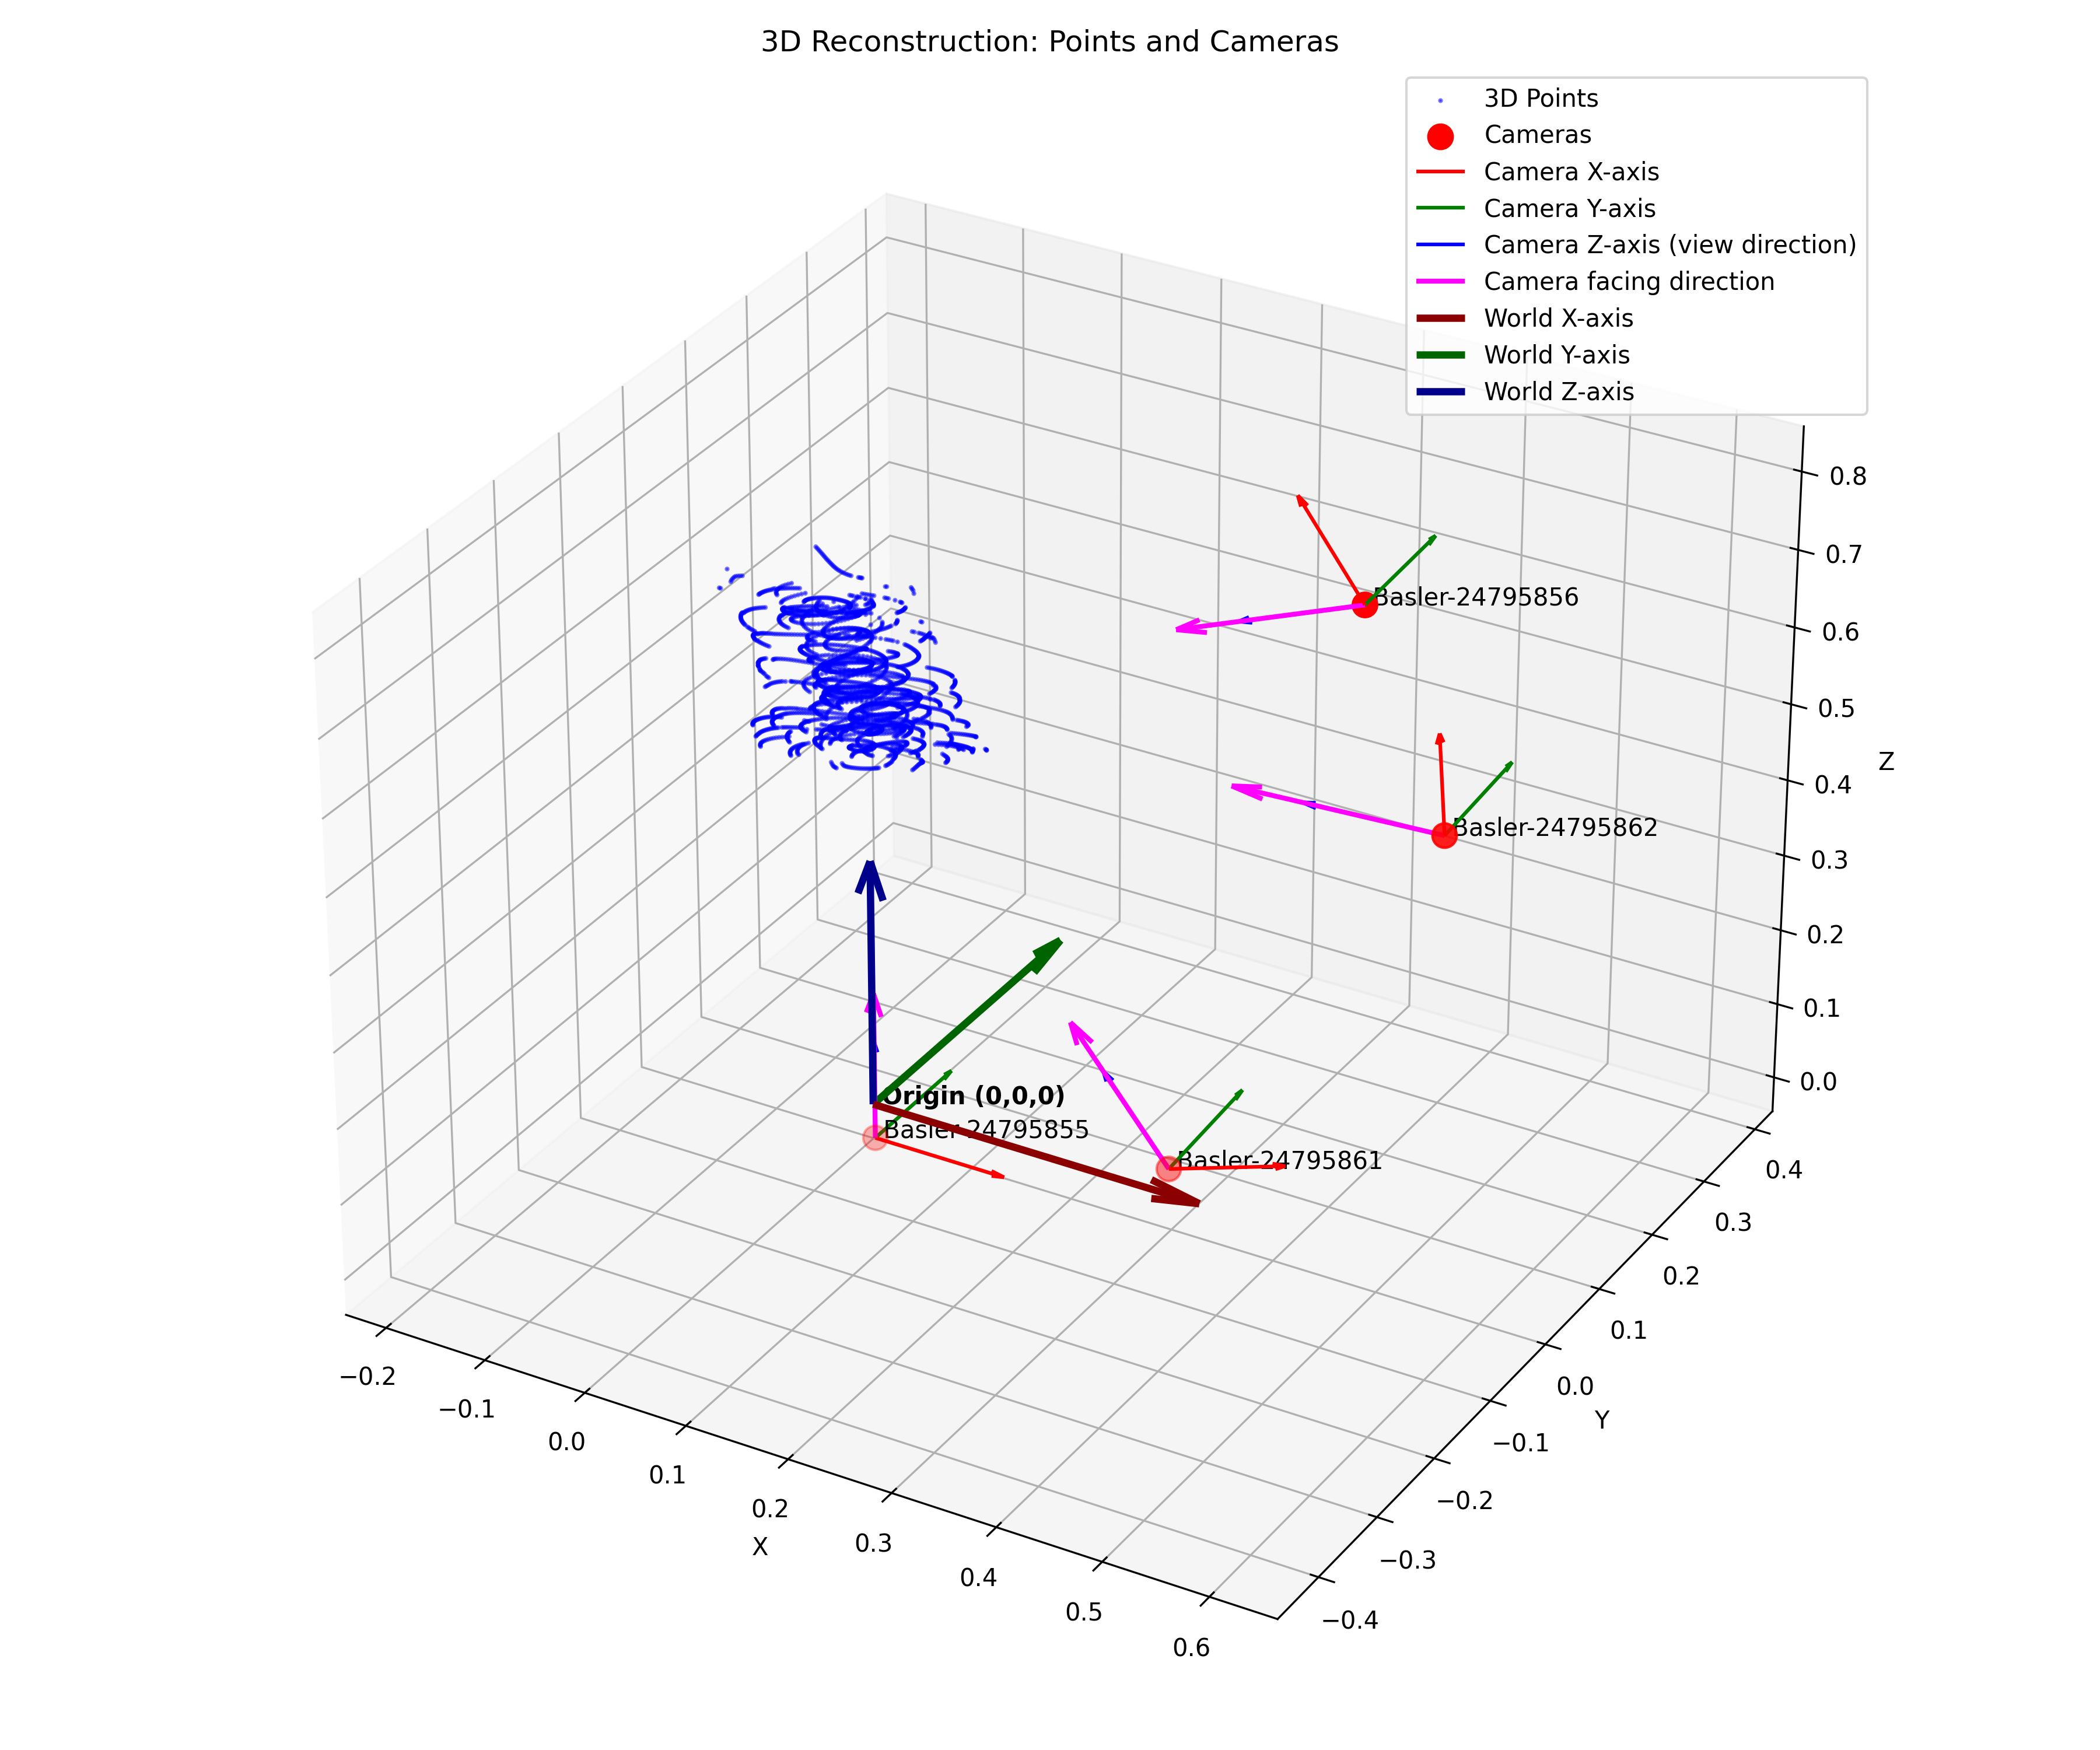 3D Reconstruction: Points and Cameras
3D Points
Cameras
Camera X-axis
Camera Y-axis
Camera Z-axis (view direction)
Camera facing direction
World X-axis
World Y-axis
World Z-axis
Basler-24795856
Basler-24795862
Origin (0,0,0)
Basler-24795855
Basler-24795861
0.8
0.7
0.6
0.5
0.4
0.3
0.2
0.1
0.0
Z
0.4
0.3
0.2
0.1
0.0
−0.1
−0.2
−0.3
−0.4
Y
−0.2
−0.1
0.0
0.1
0.2
0.3
0.4
0.5
0.6
X